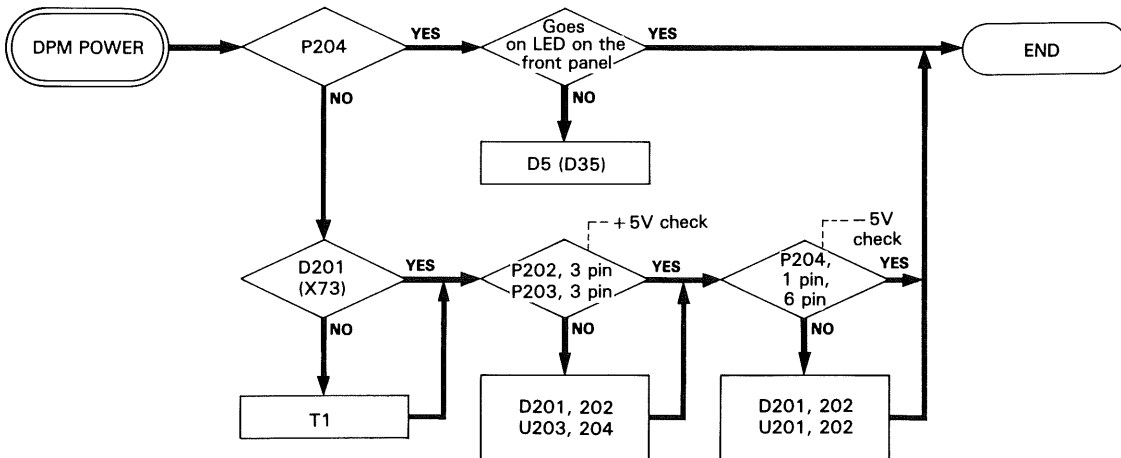 DPM POWER
P204
YES
Goes
on LED on the
front panel
YES
END
NO
NO
D5 (D35)
+5V check
5V
check
D201
(X73)
YES
P202, 3 pin
P203, 3 pin
YES
P204,
1 pin,
6 pin
YES
NO
NO
NO
T1
D201, 202
U203, 204
D201, 202
U201, 202